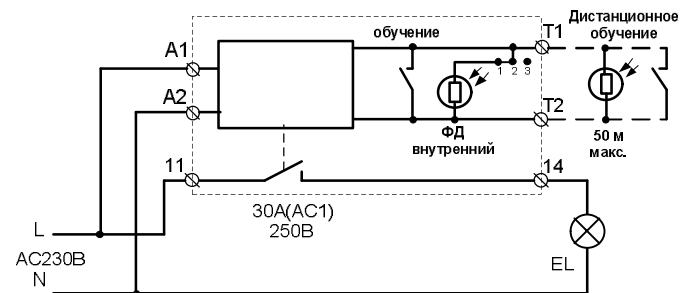 A1
A2
обучение
T1
Дистанционное
обучение
1 2 3
T2
ФД
внутренний
50 м
макс.
11
14
30А(АС1)
250В
L
АС230В
N
EL